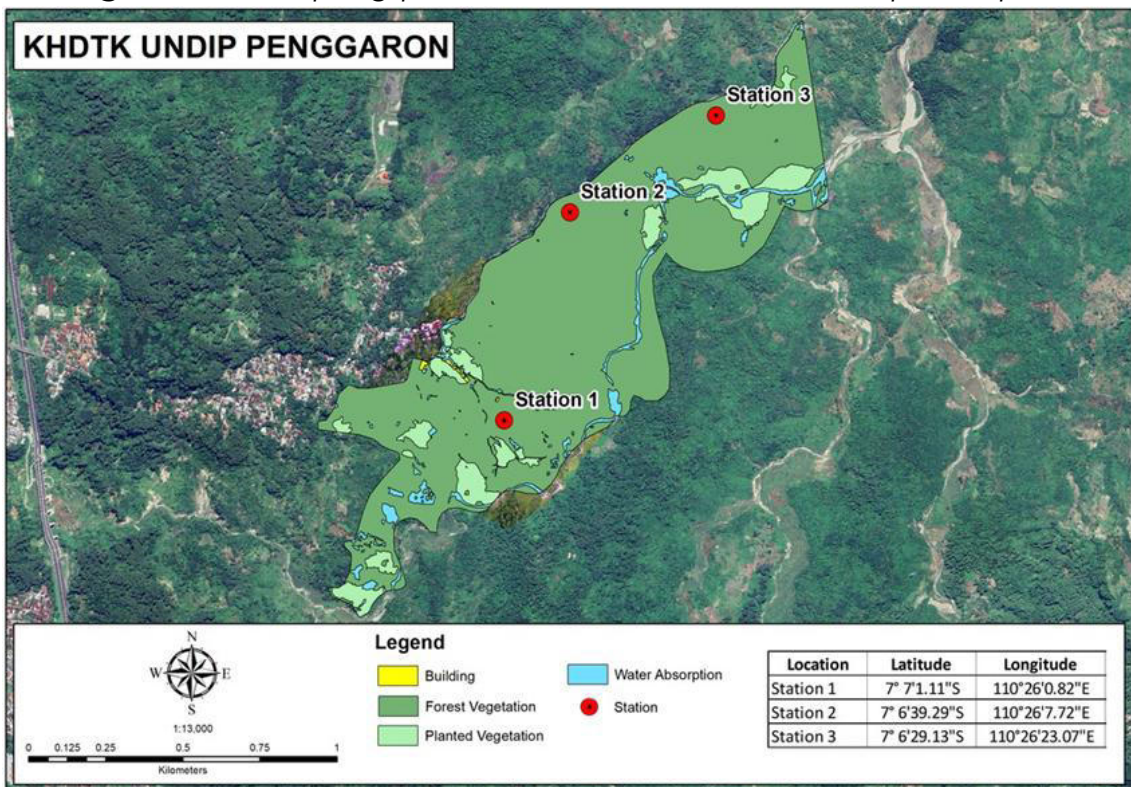 KHDTK UNDIP PENGGARON
Station 3
Station 2
Station 1
N
W E
S
1:13,000
0 0.125 0.25 0.5 0.75 1
Kilometers
Legend
Building
Forest Vegetation
Planted Vegetation
Water Absorption
Station
Location Latitude Longitude
Station 1 7° 7'1.11"S 110°26'0.82"E
Station 2 7° 6'39.29"S 110°26'7.72"E
Station 3 7° 6'29.13"S 110°26'23.07"E